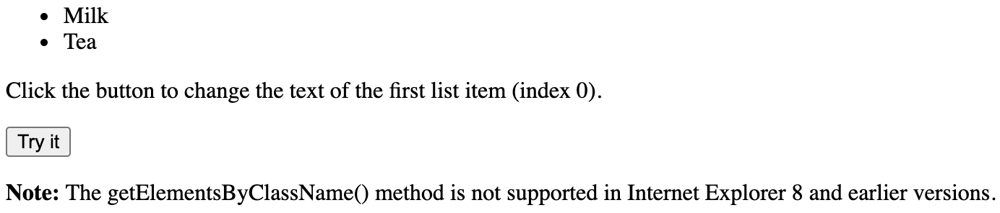 Milk
Tea
Click the button to change the text of the first list item (index 0).
Try it
Note: The getElementsByClassName() method is not supported in Internet Explorer 8 and earlier versions.